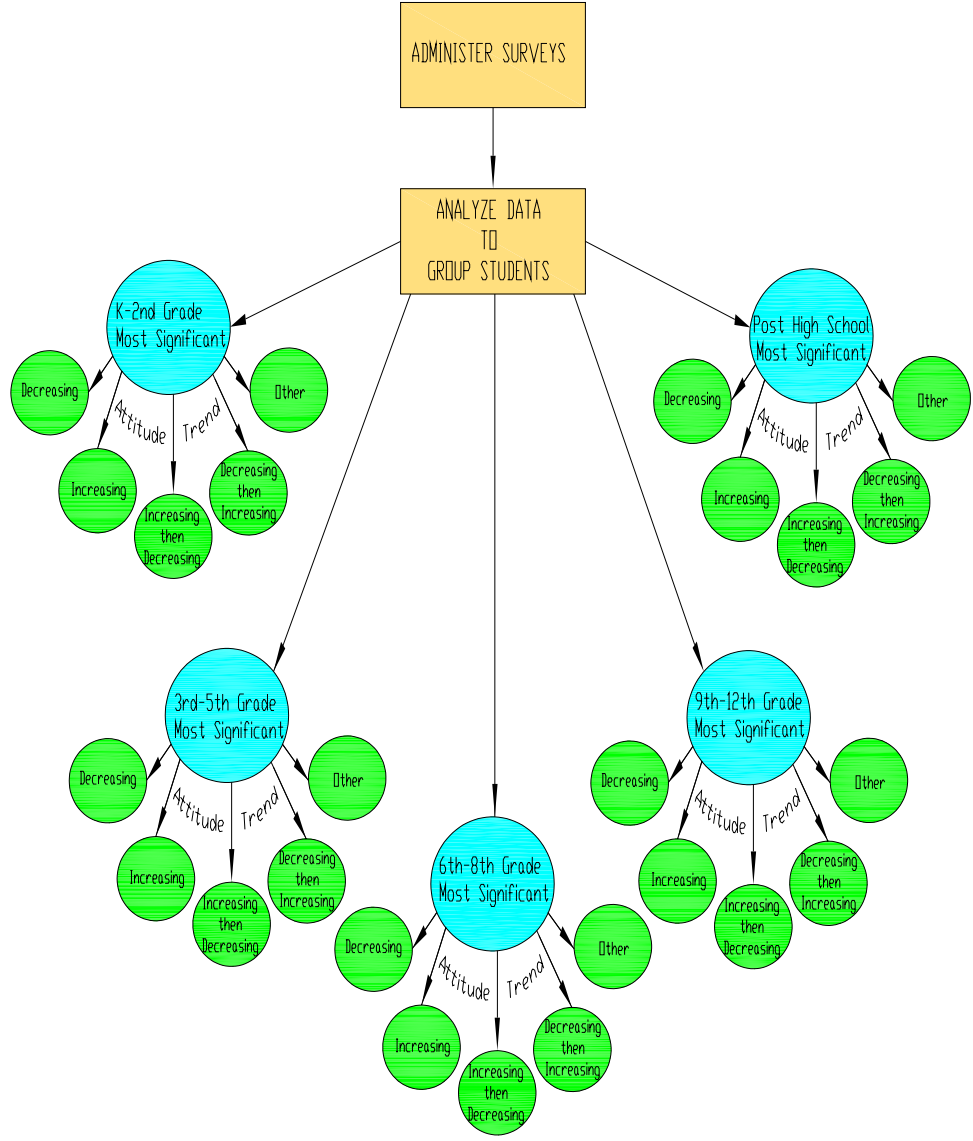 ADMINISTER SURVEYS
ANALYZE DATA
TO
GROUP STUDENTS
K-2nd Grade
Most Significant
Decreasing
Increasing
Attitude
Increasing
then
Decreasing
Trend
Decreasing
then
Increasing
Other
Post High School
Most Significant
Decreasing
Increasing
Attitude
Increasing
then
Decreasing
Trend
Decreasing
then
Increasing
Other
3rd-5th Grade
Most Significant
Decreasing
Increasing
Attitude
Increasing
then
Decreasing
Trend
Decreasing
then
Increasing
Other
9th-12th Grade
Most Significant
Decreasing
Increasing
Attitude
Increasing
then
Decreasing
Trend
Decreasing
then
Increasing
Other
6th-8th Grade
Most Significant
Decreasing
Increasing
Attitude
Increasing
then
Decreasing
Trend
Decreasing
then
Increasing
Other